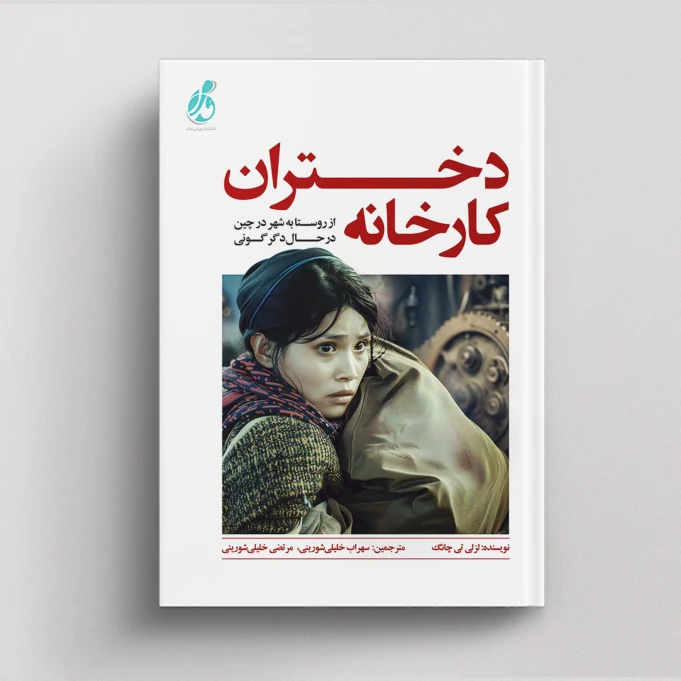 دختران
کارخانه
از روستا به شهر در چین
در حال دگرگونی
نویسنده: لزلی تی چانگ مترجمین: سهراب خلیلی‌شورینی، مرتضی خلیلی‌شورینی